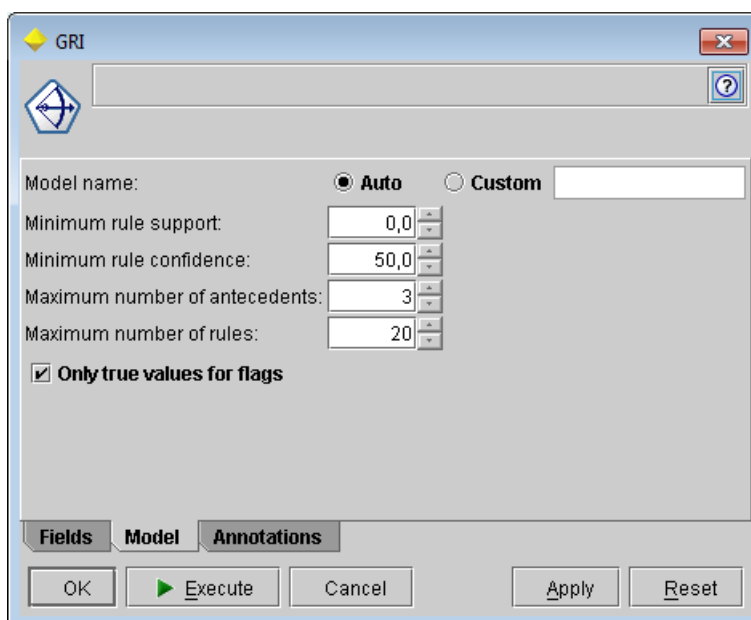 GRI
Model name: Auto Custom
Minimum rule support: 0,0
Minimum rule confidence: 50,0
Maximum number of antecedents: 3
Maximum number of rules: 20
Only true values for flags
Fields Model Annotations
OK Execute Cancel Apply Reset